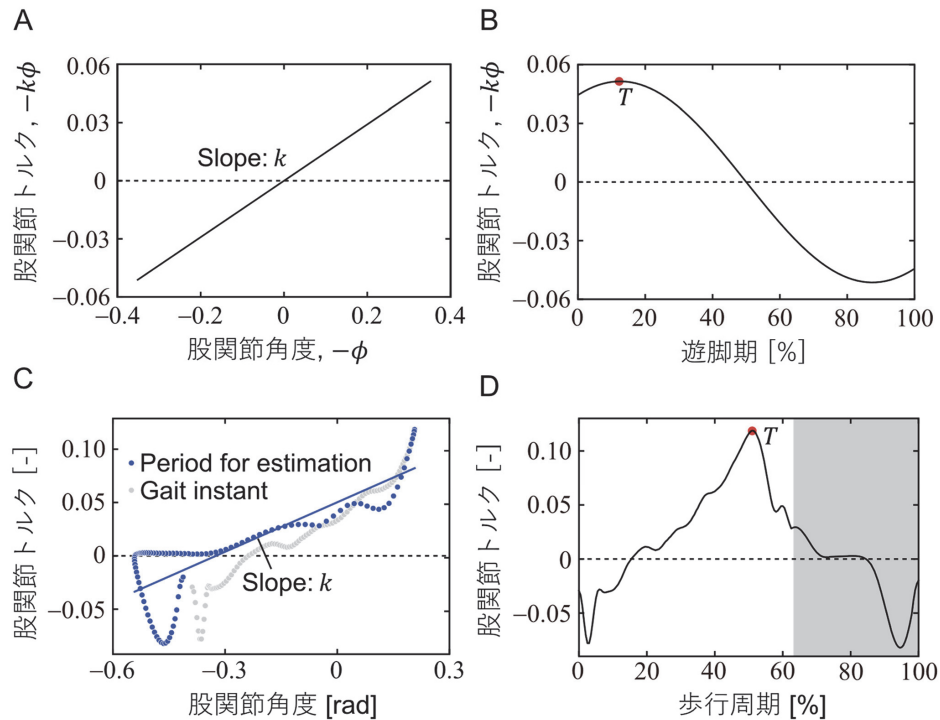 A
股関節トルク, −kϕ
0.06
0.03
0
−0.03
−0.06
Slope: k
−0.4
−0.2
0
0.2
0.4
股関節角度, −ϕ
B
股関節トルク, −kϕ
0.06
0.03
0
−0.03
−0.06
T
0
20
40
60
80
100
遊脚期 [%]
C
股関節トルク [-]
0.10
0.05
0
−0.05
Period for estimation
Gait instant
Slope: k
−0.6
−0.3
0
0.3
股関節角度 [rad]
D
股関節トルク [-]
0.10
0.05
0
−0.05
T
0
20
40
60
80
100
歩行周期 [%]